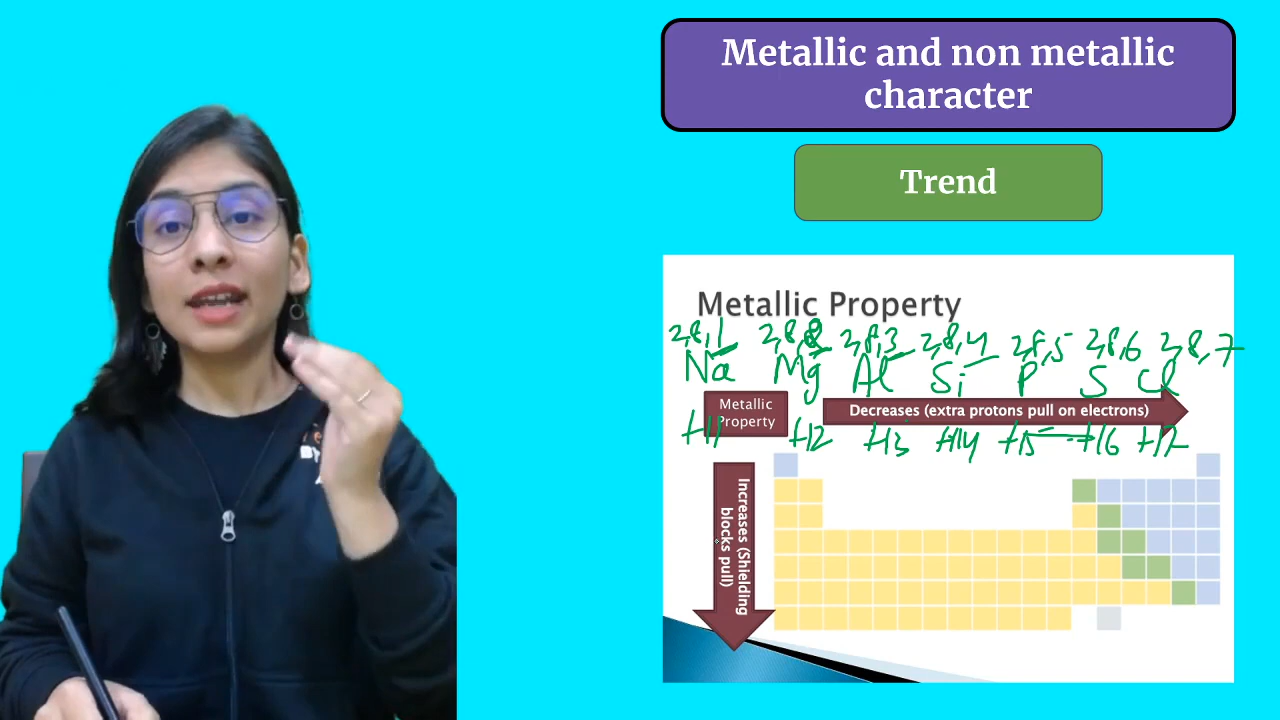 Metallic and non metallic
character
Trend
Metallic Property
2,8,1 2,8,2 2,8,3 2,8,4 2,8,5 2,8,6 2,8,7
Na Mg Al Si P S Cl
Metallic
Property
Decreases (extra protons pull on electrons)
+11 +12 +13 +14 +15 +16 +17
Increases (Shielding
blocks pull)